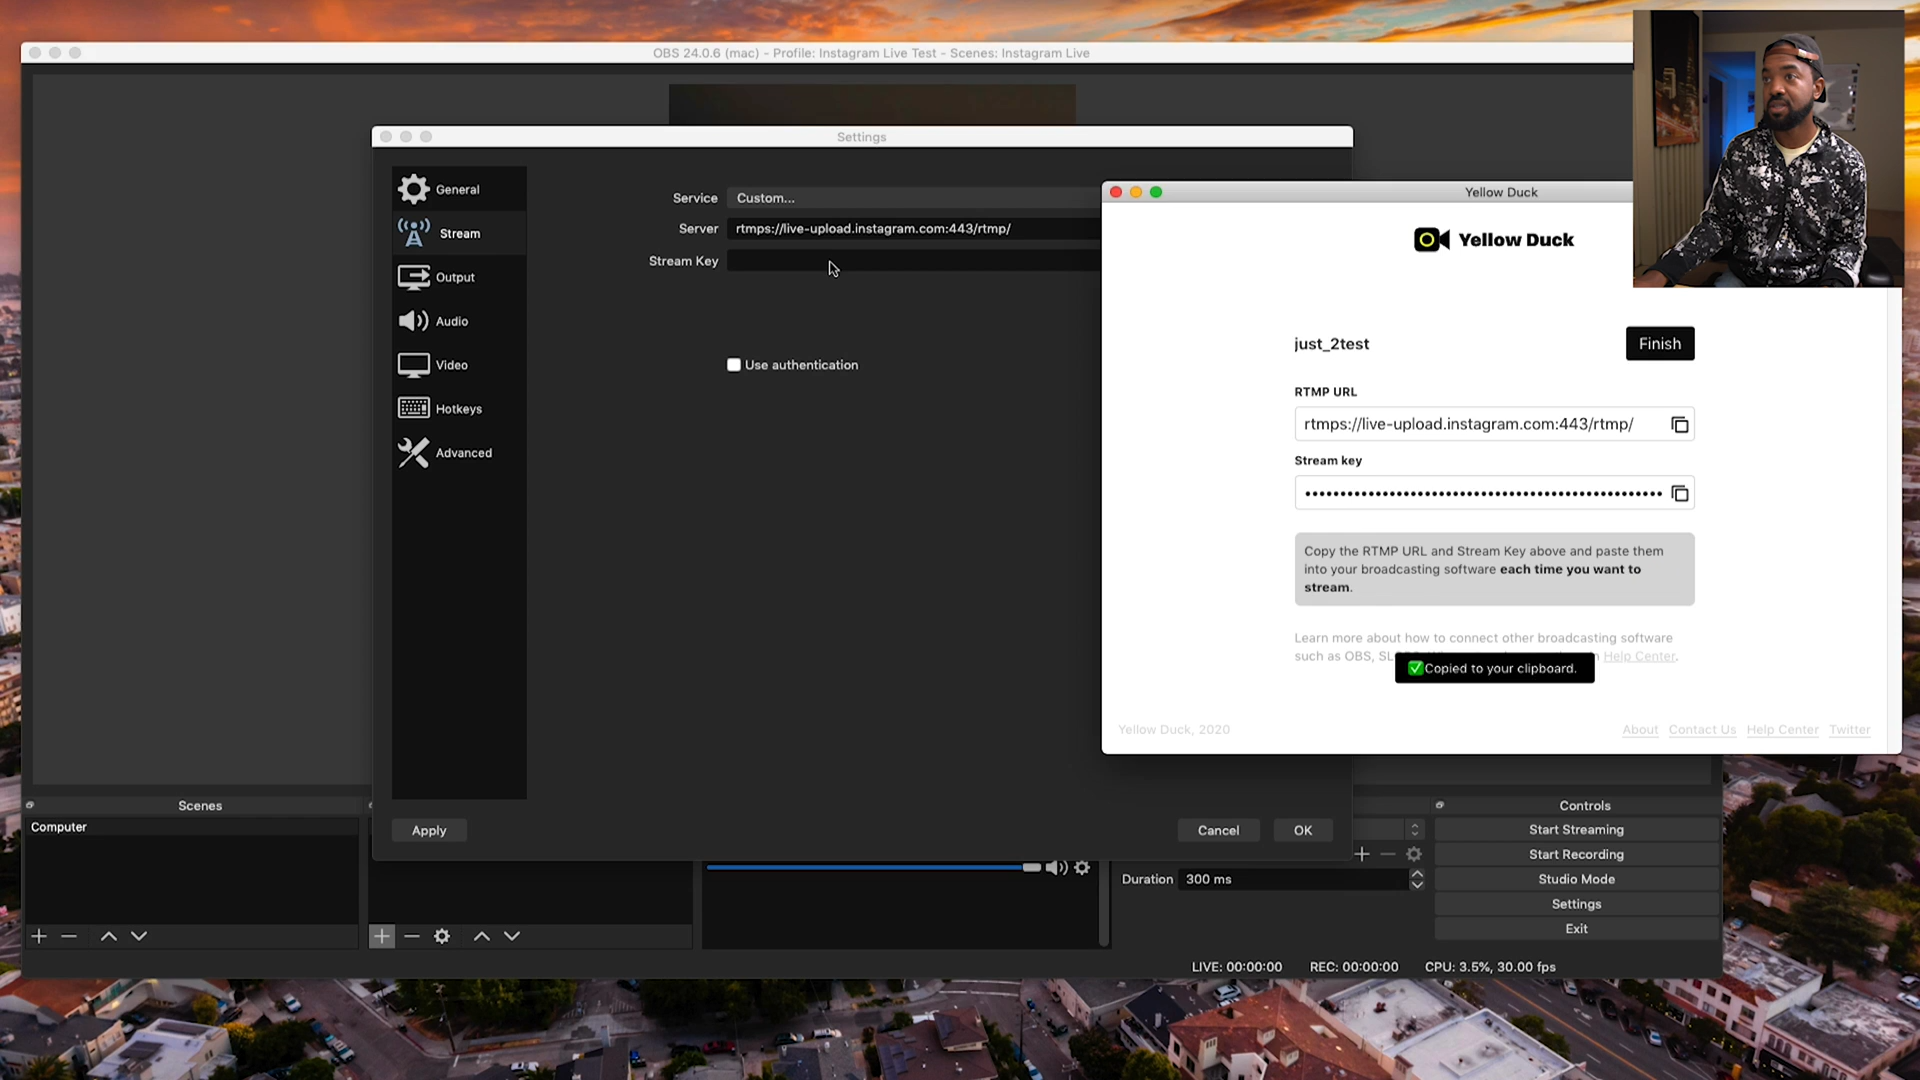 OBS 24.0.6 (mac) - Profile: Instagram Live Test - Scenes: Instagram Live
Settings
General
Stream
Output
Audio
Video
Hotkeys
Advanced
Service
Custom...
Server
rtmps://live-upload.instagram.com:443/rtmp/
Stream Key
Use authentication
Apply
Cancel
OK
Yellow Duck
Yellow Duck
just_2test
Finish
RTMP URL
rtmps://live-upload.instagram.com:443/rtmp/
Stream key
Copy the RTMP URL and Stream Key above and paste them
into your broadcasting software each time you want to
stream.
Learn more about how to connect other broadcasting software
such as OBS, Help Center.
Copied to your clipboard.
Yellow Duck, 2020
About
Contact Us
Help Center
Twitter
Scenes
Computer
Duration
300 ms
Controls
Start Streaming
Start Recording
Studio Mode
Settings
Exit
LIVE: 00:00:00
REC: 00:00:00
CPU: 3.5%, 30.00 fps